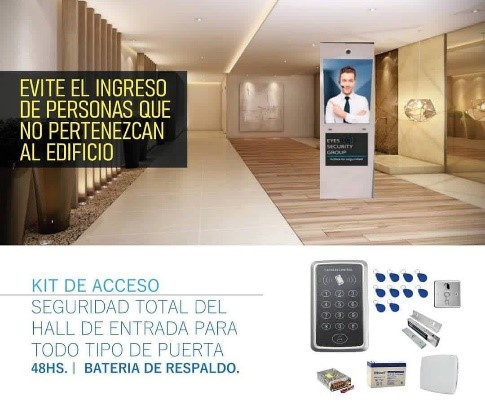 EVITE EL INGRESO
DE PERSONAS QUE
NO PERTENEZCAN
AL EDIFICIO
EYES
SECURITY
GROUP
KIT DE ACCESO
SEGURIDAD TOTAL DEL
HALL DE ENTRADA PARA
TODO TIPO DE PUERTA
48HS. | BATERIA DE RESPALDO.